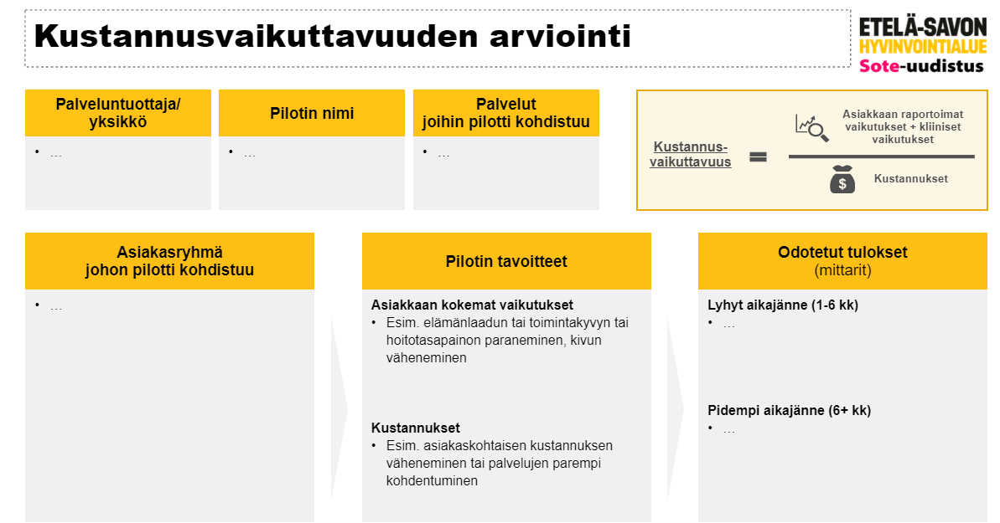 Kustannusvaikuttavuuden arviointi
ETELÄ-SAVON
HYVINVOINTIALUE
Sote-uudistus
Palveluntuottaja/
yksikkö
• …
Pilotin nimi
• …
Palvelut
joihin pilotti kohdistuu
• …
Kustannus-
vaikuttavuus
=
Asiakkaan raportoimat
vaikutukset + kliiniset
vaikutukset
$
Kustannukset
Asiakasryhmä
johon pilotti kohdistuu
• …
Pilotin tavoitteet
Asiakkaan kokemat vaikutukset
• Esim. elämänlaadun tai toimintakyvyn tai
hoitotasapainon paraneminen, kivun
väheneminen
Kustannukset
• Esim. asiakaskohtaisen kustannuksen
väheneminen tai palvelujen parempi
kohdentuminen
Odotetut tulokset
(mittarit)
Lyhyt aikajänne (1-6 kk)
• …
Pidempi aikajänne (6+ kk)
• …